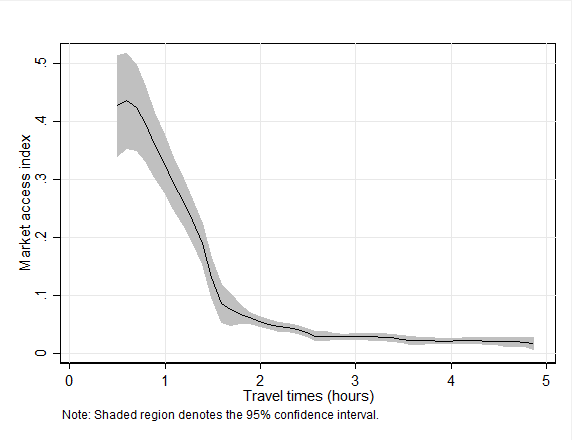 .5
.4
.3
.2
.1
0
Market access index
0 1 2 3 4 5
Travel times (hours)
Note: Shaded region denotes the 95% confidence interval.